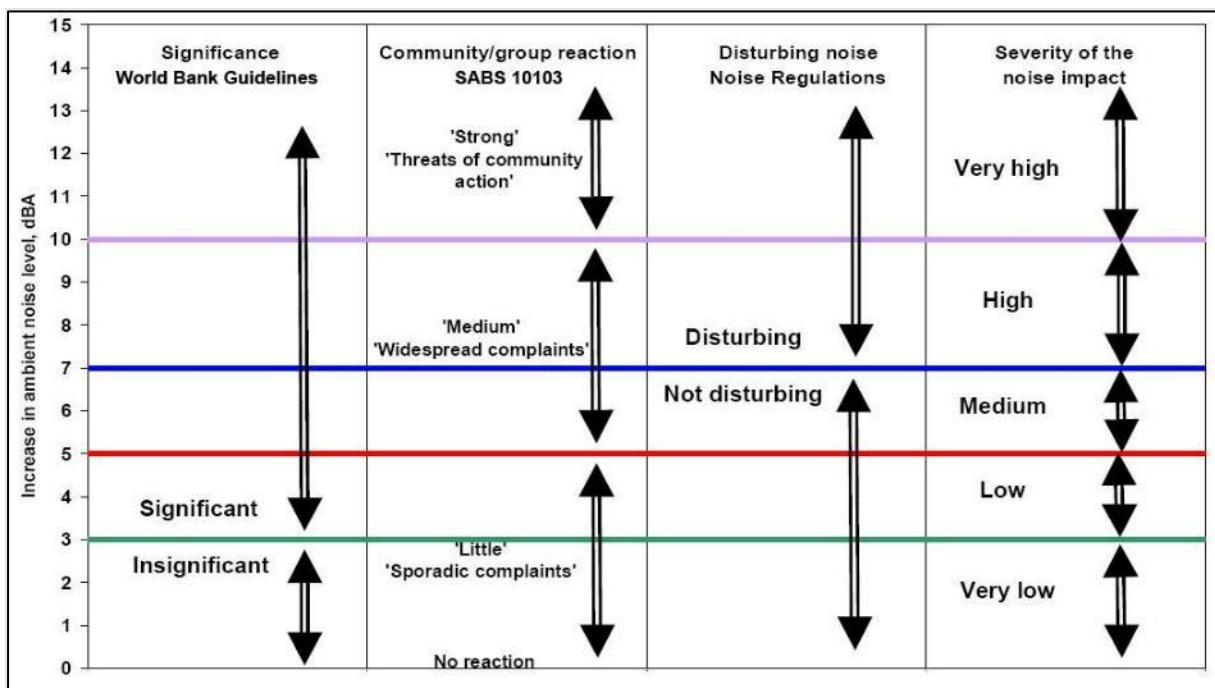 Increase in ambient noise level, dBA
15
14
13
12
11
10
9
8
7
6
5
4
3
2
1
0
Significance
World Bank Guidelines
Significant
Insignificant
Community/group reaction
SABS 10103
'Strong'
'Threats of community
action'
'Medium'
'Widespread complaints'
'Little'
'Sporadic complaints'
No reaction
Disturbing noise
Noise Regulations
Disturbing
Not disturbing
Severity of the
noise impact
Very high
High
Medium
Low
Very low